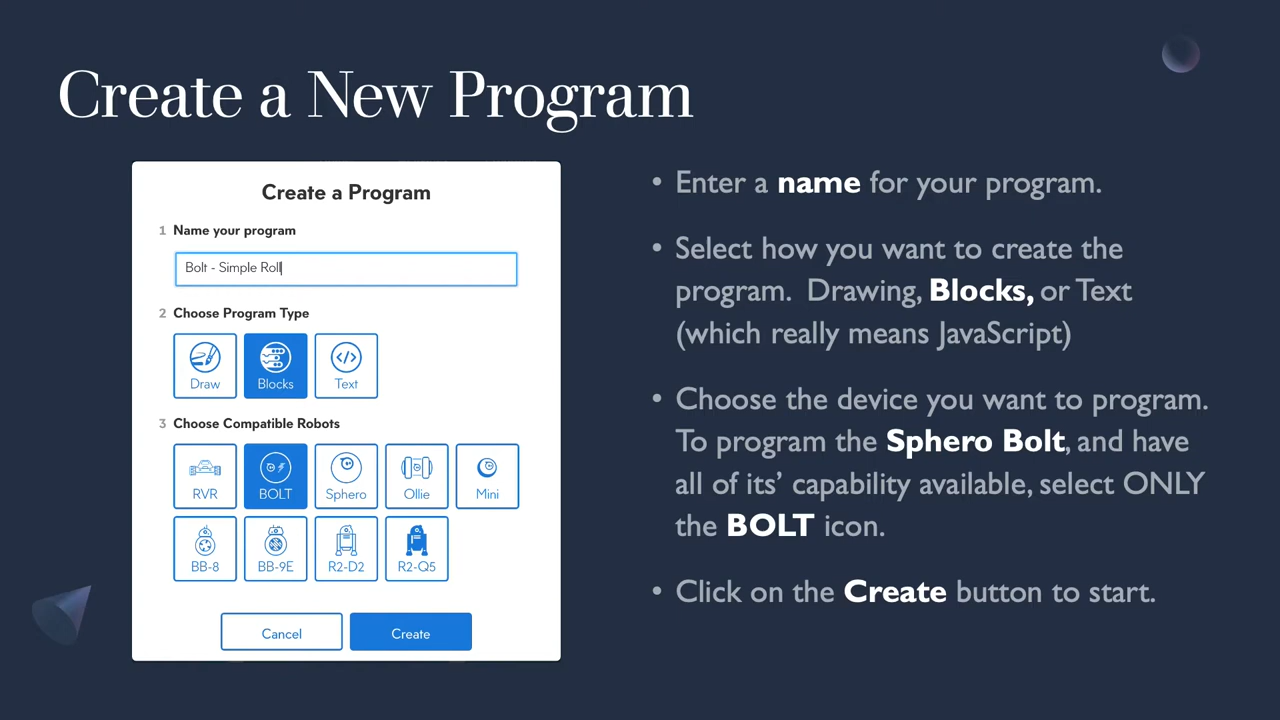 Create a New Program
Create a Program
1 Name your program
Bolt - Simple Roll
2 Choose Program Type
Draw Blocks Text
3 Choose Compatible Robots
RVR BOLT Sphero Ollie Mini
BB-8 BB-9E R2-D2 R2-Q5
Cancel Create
• Enter a name for your program.
• Select how you want to create the
program. Drawing, Blocks, or Text
(which really means JavaScript)
• Choose the device you want to program.
To program the Sphero Bolt, and have
all of its' capability available, select ONLY
the BOLT icon.
• Click on the Create button to start.